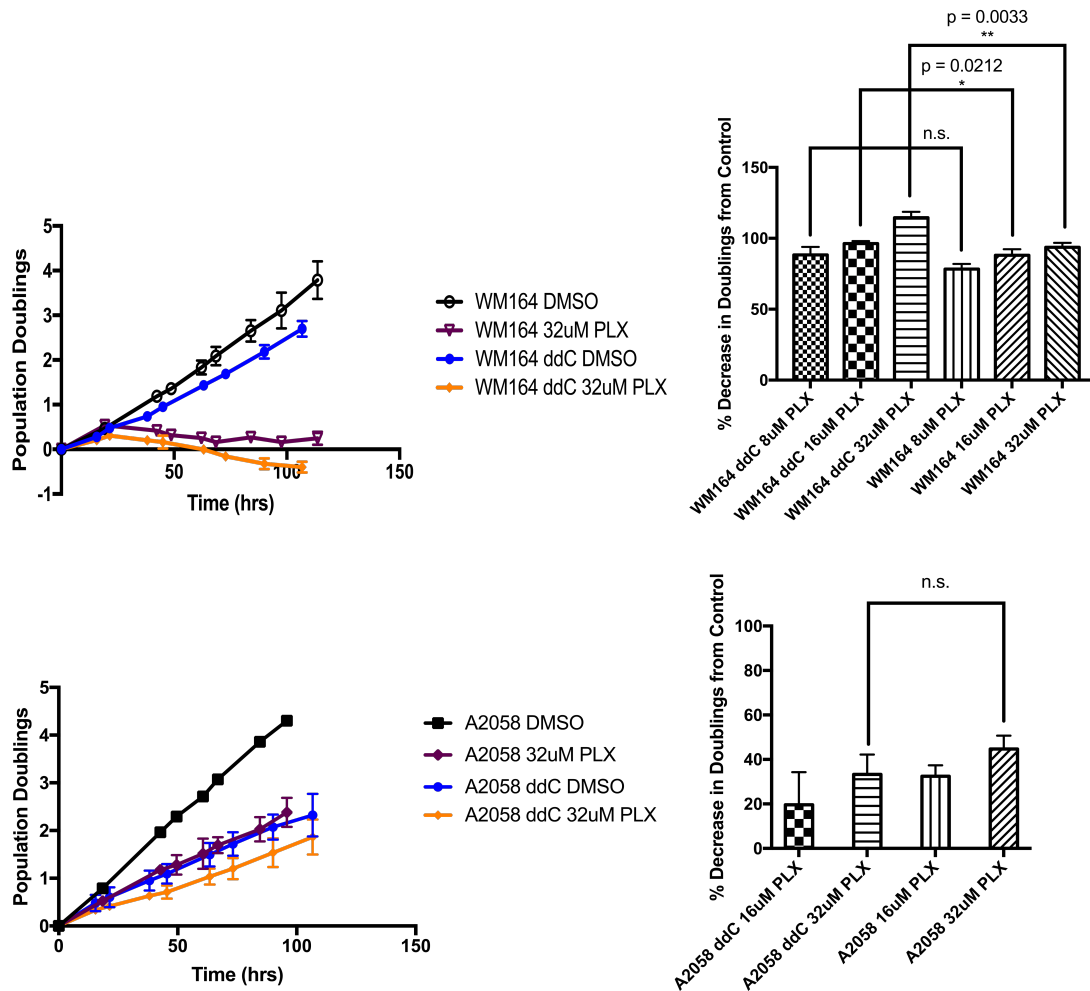 p = 0.0033
**
p = 0.0212
*
n.s.
% Decrease in Doublings from Control
150
100
50
0
WM164 ddC 8uM PLX
WM164 ddC 16uM PLX
WM164 ddC 32uM PLX
WM164 8uM PLX
WM164 16uM PLX
WM164 32uM PLX
Population Doublings
5
4
3
2
1
0
-1
50
100
150
Time (hrs)
WM164 DMSO
WM164 32uM PLX
WM164 ddC DMSO
WM164 ddC 32uM PLX
Population Doublings
5
4
3
2
1
0
0
50
100
150
Time (hrs)
A2058 DMSO
A2058 32uM PLX
A2058 ddC DMSO
A2058 ddC 32uM PLX
n.s.
% Decrease in Doublings from Control
100
80
60
40
20
0
A2058 ddC 16uM PLX
A2058 ddC 32uM PLX
A2058 16uM PLX
A2058 32uM PLX